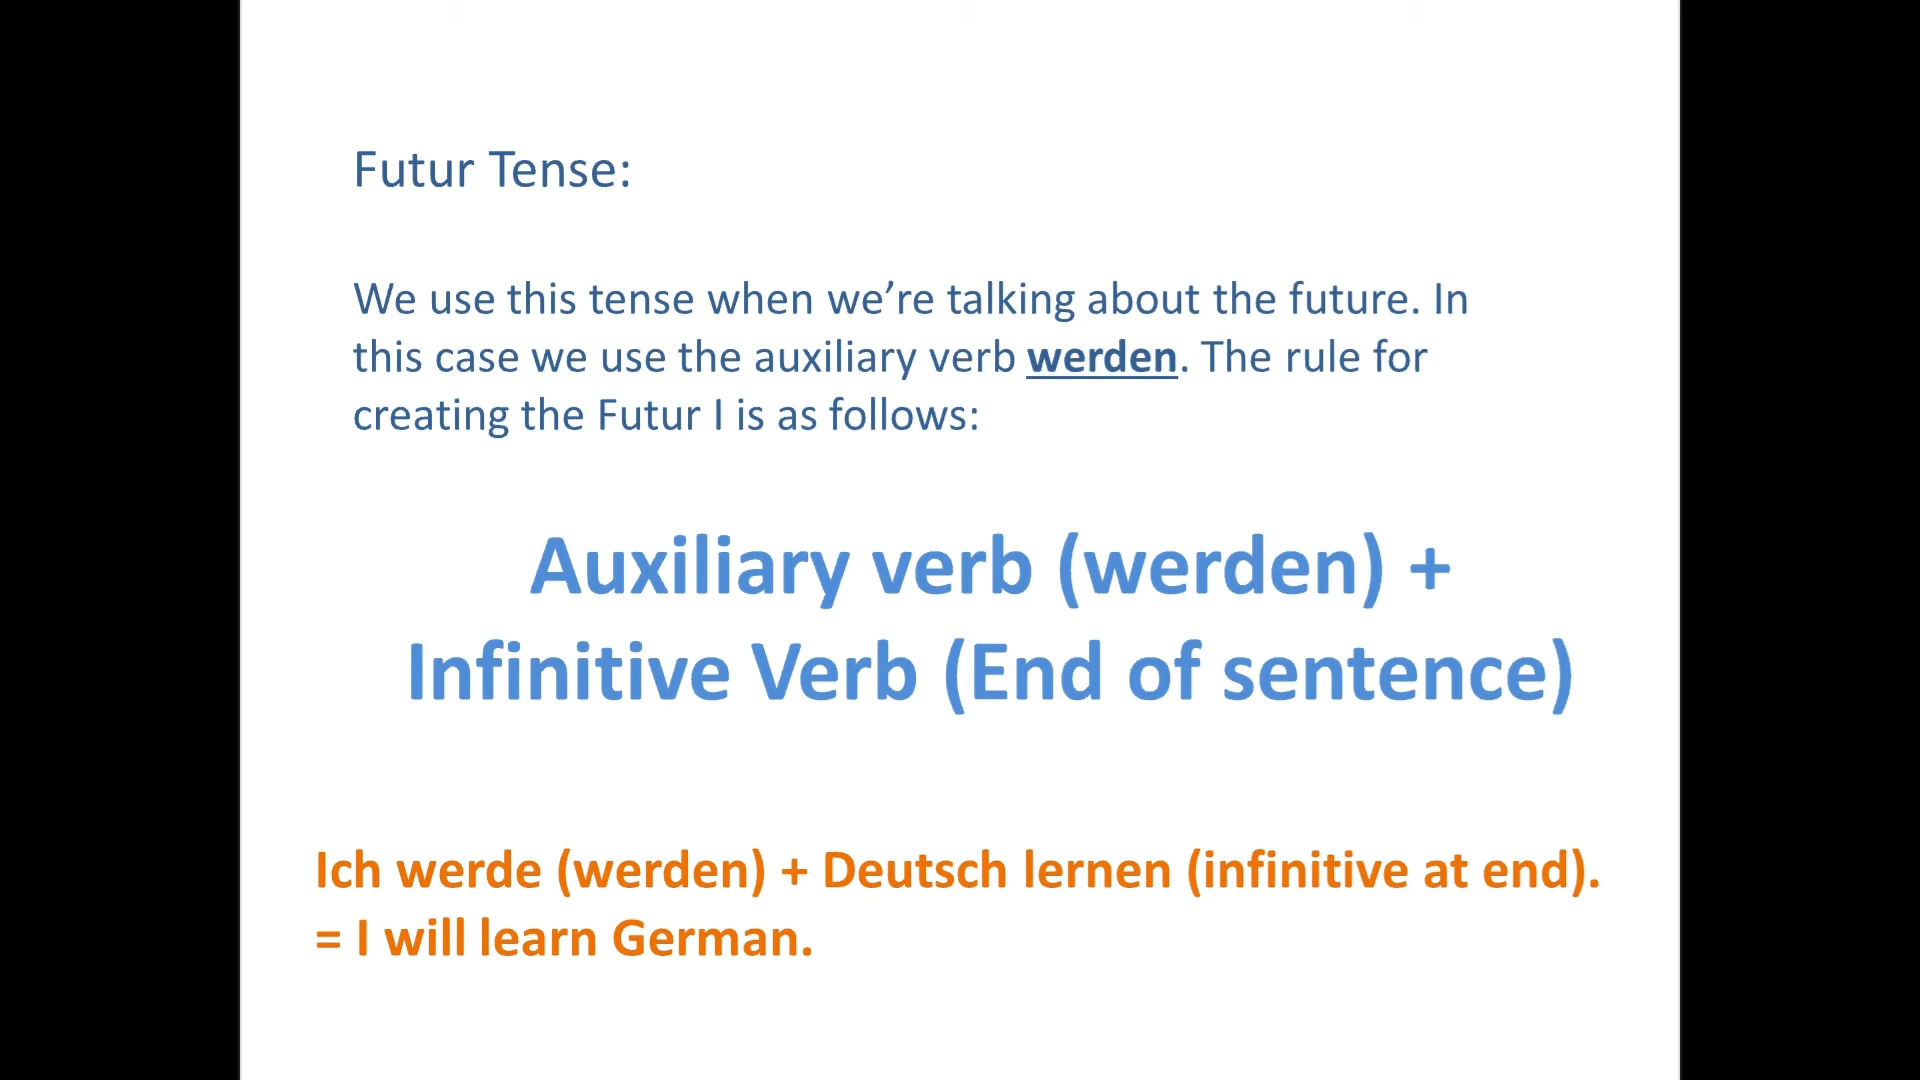 Futur Tense:
We use this tense when we’re talking about the future. In
this case we use the auxiliary verb werden. The rule for
creating the Futur I is as follows:
Auxiliary verb (werden) +
Infinitive Verb (End of sentence)
Ich werde (werden) + Deutsch lernen (infinitive at end).
= I will learn German.